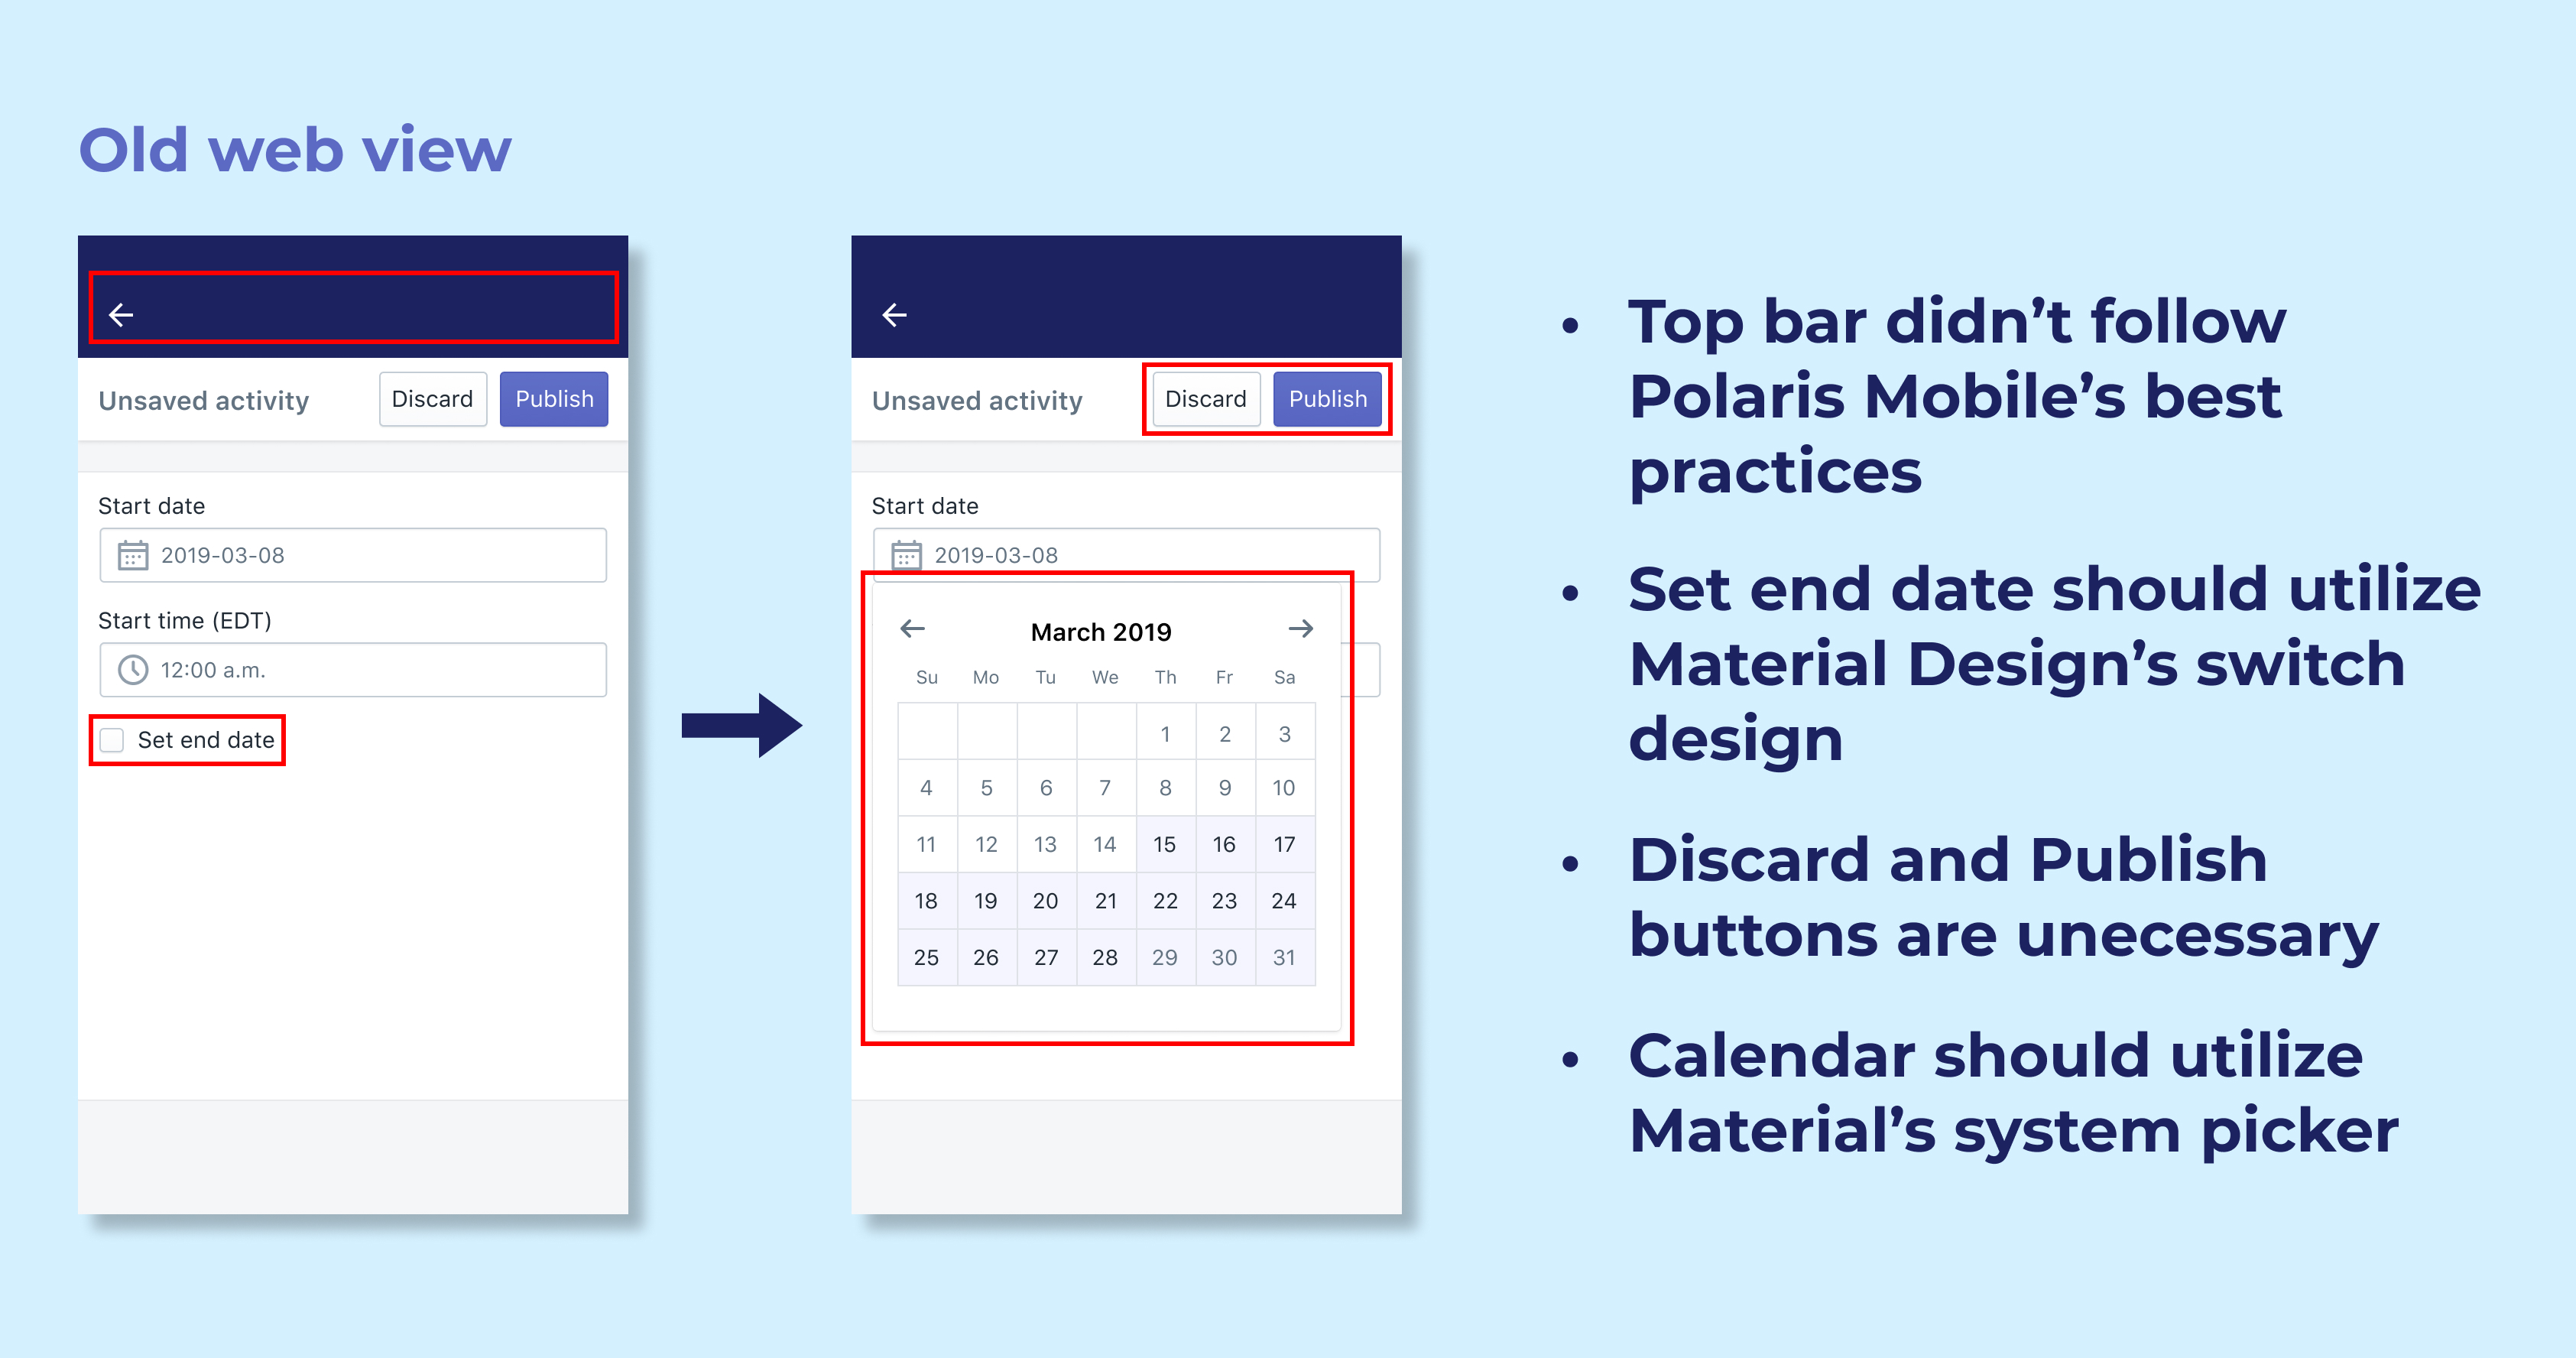 Old web view
Unsaved activity
Discard
Publish
Start date
2019-03-08
Start time (EDT)
12:00 a.m.
Set end date
Unsaved activity
Discard
Publish
Start date
2019-03-08
March 2019
Su Mo Tu We Th Fr Sa
1 2 3
4 5 6 7 8 9 10
11 12 13 14 15 16 17
18 19 20 21 22 23 24
25 26 27 28 29 30 31
• Top bar didn’t follow
Polaris Mobile’s best
practices
• Set end date should utilize
Material Design’s switch
design
• Discard and Publish
buttons are unecessary
• Calendar should utilize
Material’s system picker